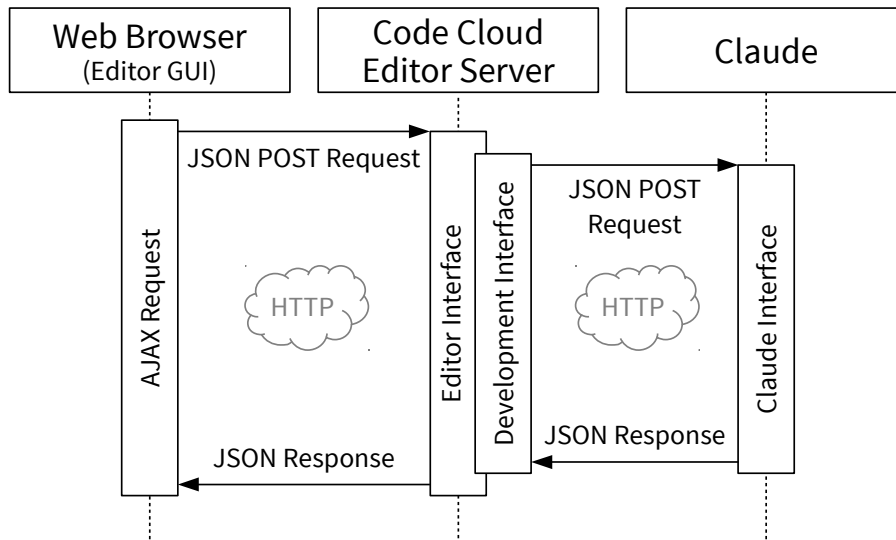 Web Browser
(Editor GUI)
Code Cloud
Editor Server
Claude
JSON POST Request
JSON POST
Request
AJAX Request
HTTP
Editor Interface
Development Interface
HTTP
Claude Interface
JSON Response
JSON Response